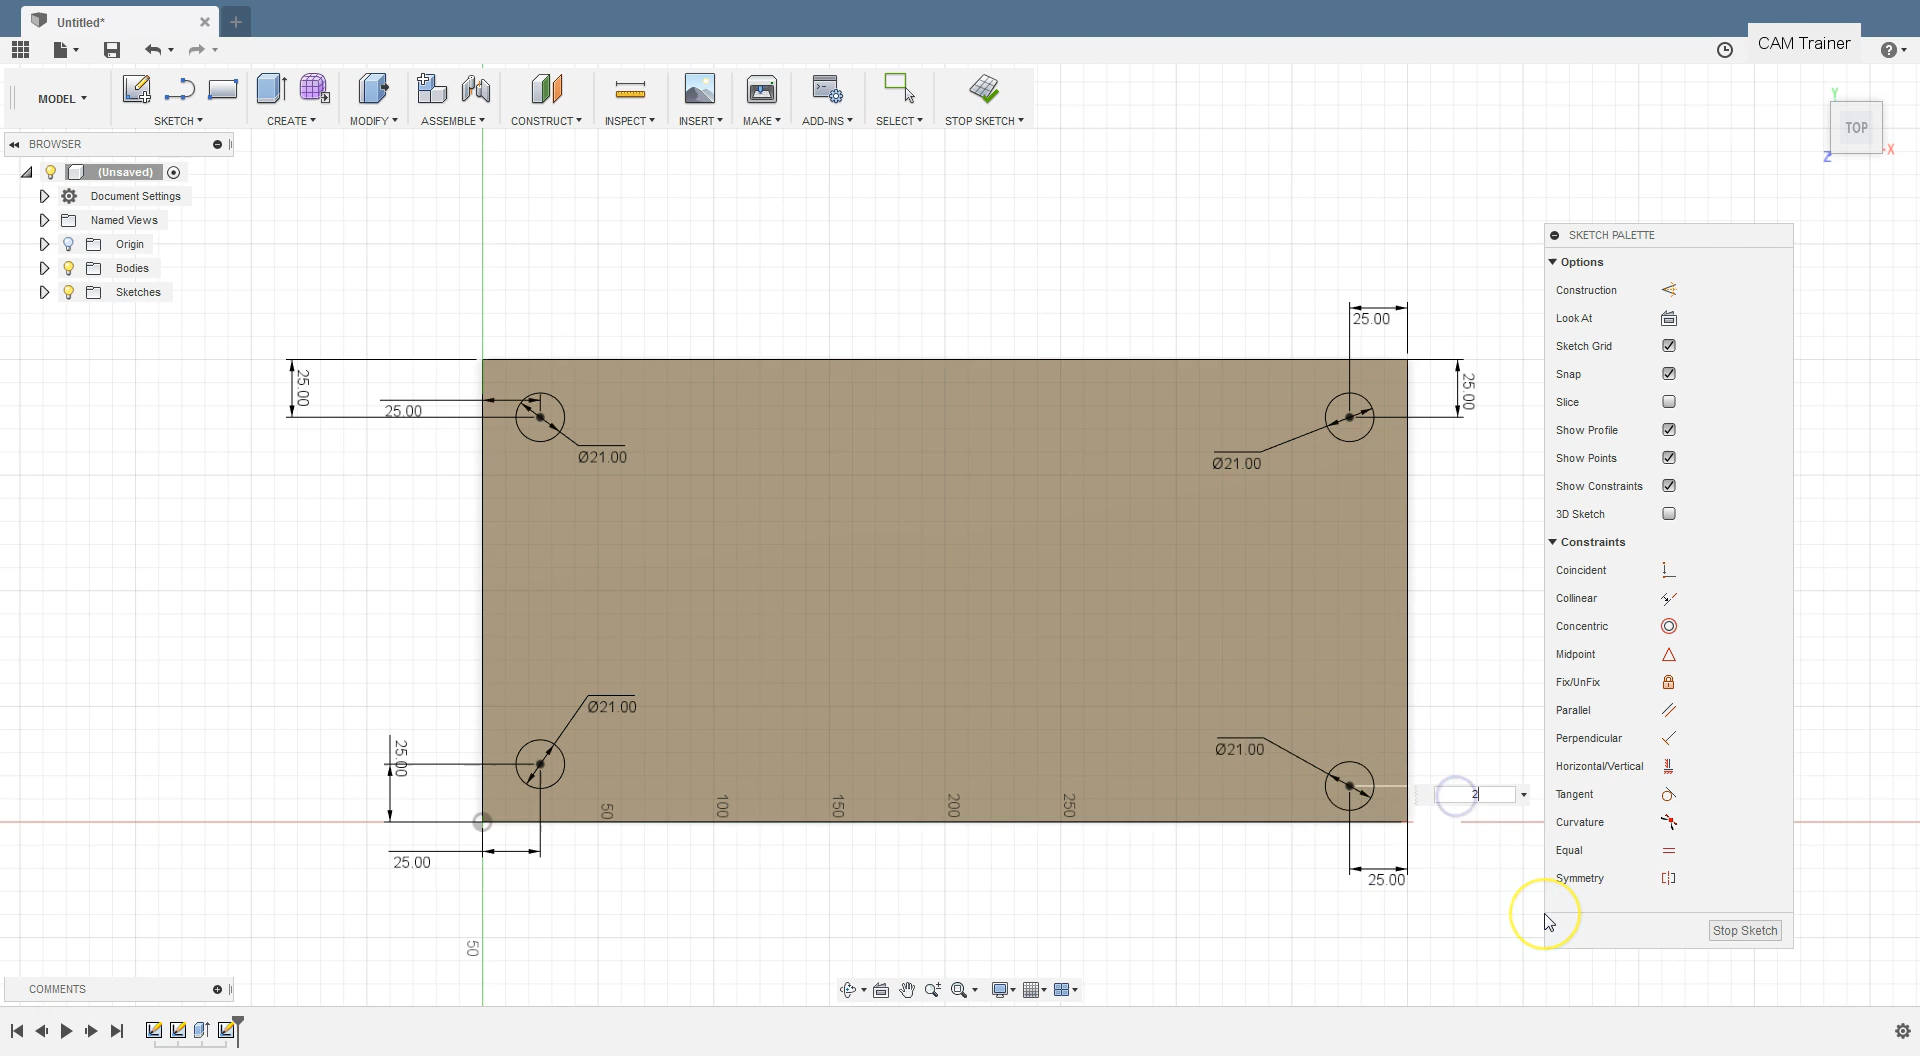 Untitled*
CAM Trainer
MODEL
SKETCH
CREATE
MODIFY
ASSEMBLE
CONSTRUCT
INSPECT
INSERT
MAKE
ADD-INS
SELECT
STOP SKETCH
Y
TOP
X
Z
BROWSER
(Unsaved)
Document Settings
Named Views
Origin
Bodies
Sketches
25.00
25.00
25.00
25.00
Ø21.00
Ø21.00
Ø21.00
Ø21.00
25.00
25.00
25.00
50
100
150
200
250
50
2
SKETCH PALETTE
Options
Construction
Look At
Sketch Grid
Snap
Slice
Show Profile
Show Points
Show Constraints
3D Sketch
Constraints
Coincident
Collinear
Concentric
Midpoint
Fix/UnFix
Parallel
Perpendicular
Horizontal/Vertical
Tangent
Curvature
Equal
Symmetry
Stop Sketch
COMMENTS